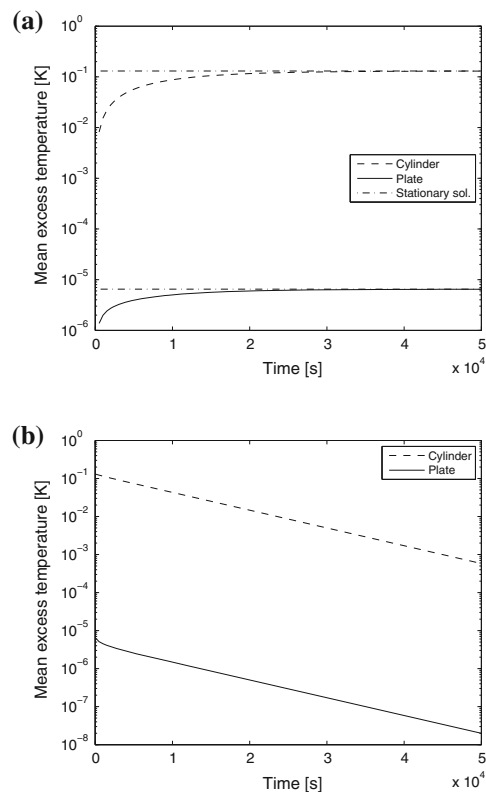 (a)
10^0
10^-1
10^-2
10^-3
10^-4
10^-5
10^-6
Mean excess temperature [K]
Cylinder
Plate
Stationary sol.
0 1 2 3 4 5
Time [s]
x 10^4
(b)
10^0
10^-1
10^-2
10^-3
10^-4
10^-5
10^-6
10^-7
10^-8
Mean excess temperature [K]
Cylinder
Plate
0 1 2 3 4 5
Time [s]
x 10^4